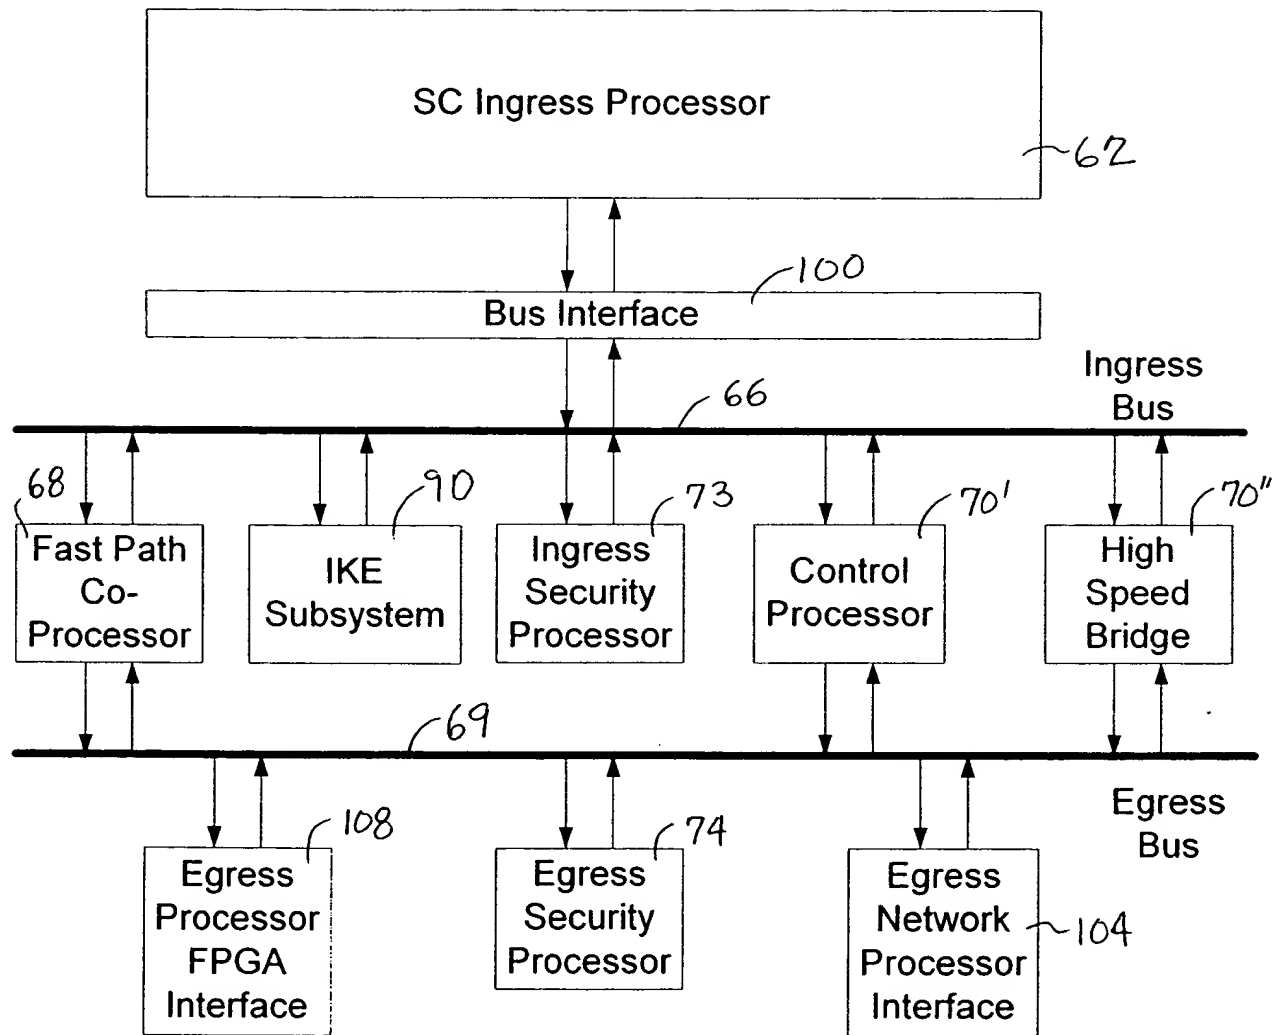 SC Ingress Processor
62
100
Bus Interface
Ingress
Bus
66
68
90
73
70'
70"
Fast Path
Co-
Processor
IKE
Subsystem
Ingress
Security
Processor
Control
Processor
High
Speed
Bridge
69
Egress
Bus
108
74
Egress
Processor
FPGA
Interface
Egress
Security
Processor
Egress
Network
Processor
Interface
104